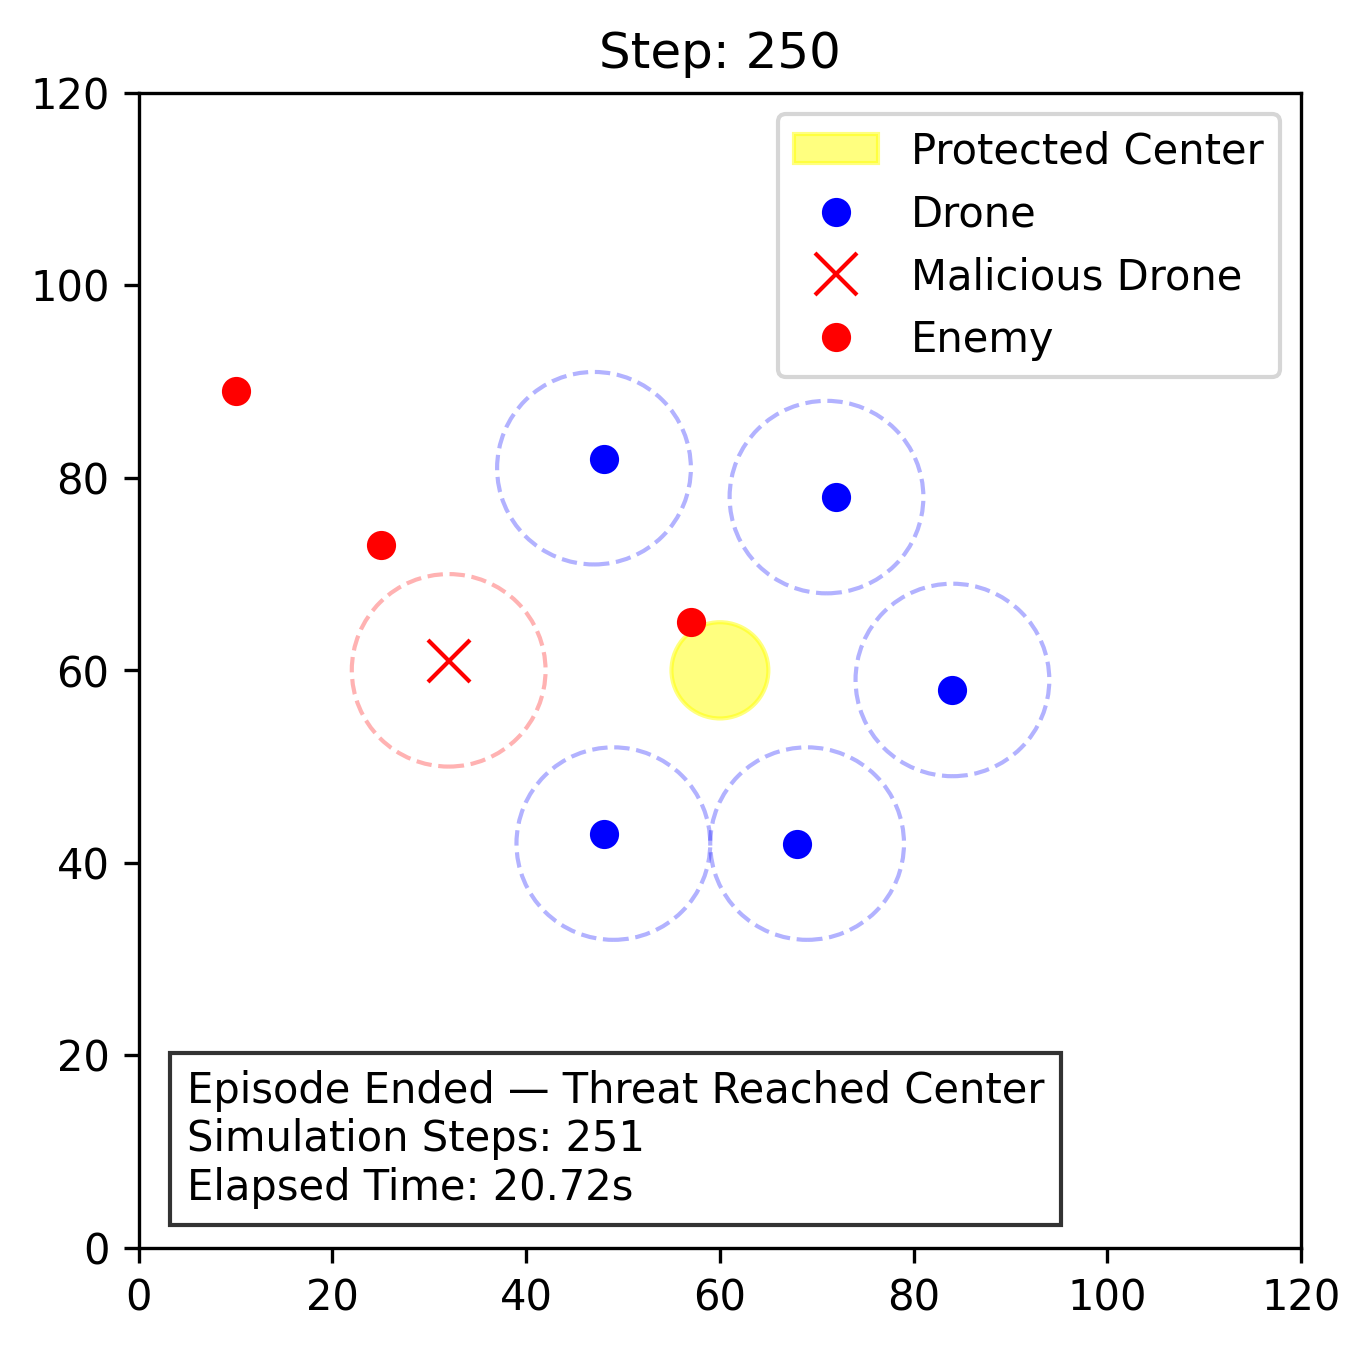 Step: 250
120
100
80
60
40
20
0
Protected Center
Drone
Malicious Drone
Enemy
Episode Ended — Threat Reached Center
Simulation Steps: 251
Elapsed Time: 20.72s
0 20 40 60 80 100 120